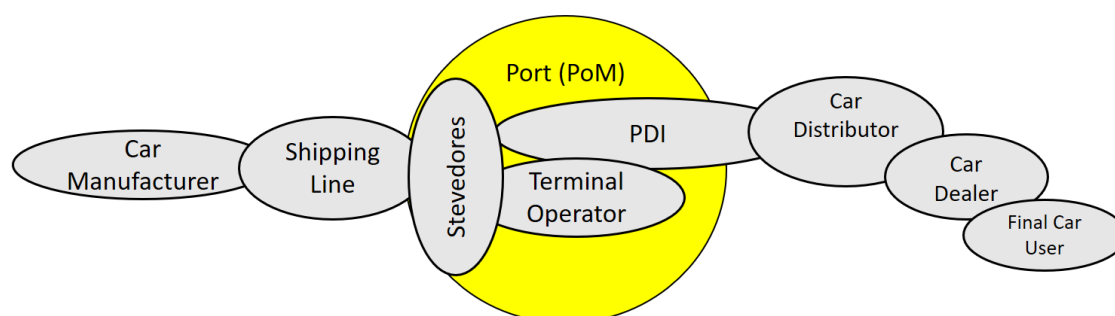 Port (PoM)
Car
Manufacturer
Shipping
Line
Stevedores
PDI
Terminal
Operator
Car
Distributor
Car
Dealer
Final Car
User